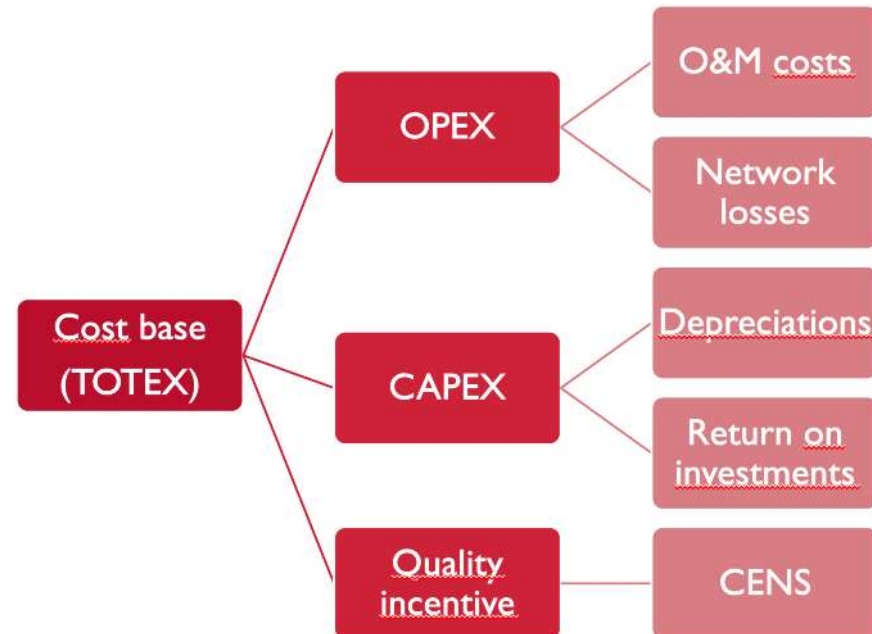 Cost base
(TOTEX)
OPEX
O&M costs
Network
losses
CAPEX
Depreciations
Return on
investments
Quality
incentive
CENS